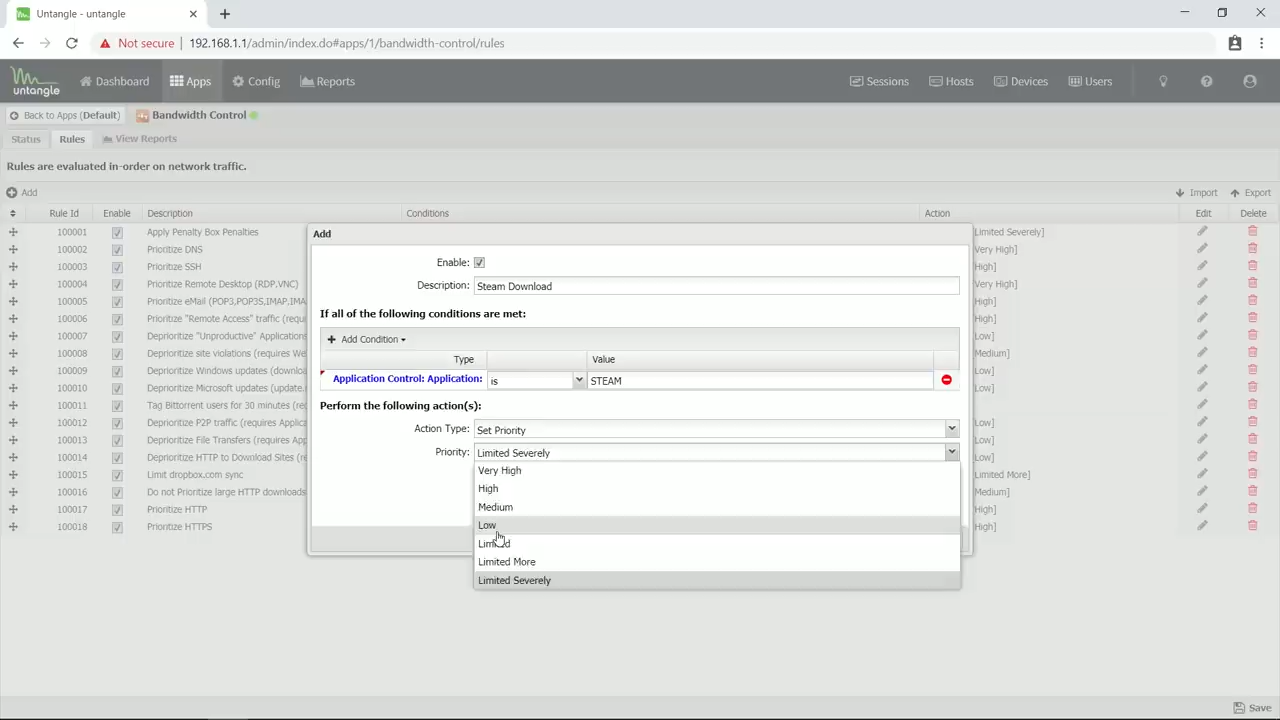 Untangle - untangle
Not secure 192.168.1.1/admin/index.do#apps/1/bandwidth-control/rules
untangle Dashboard Apps Config Reports Sessions Hosts Devices Users
Back to Apps (Default) Bandwidth Control
Status Rules View Reports
Rules are evaluated in-order on network traffic.
Add Import Export
Rule Id Enable Description Conditions Action Edit Delete
100001 Apply Penalty Box Penalties Limited Severely]
100002 Prioritize DNS Very High]
100003 Prioritize SSH High]
100004 Prioritize Remote Desktop (RDP,VNC) Very High]
100005 Prioritize eMail (POP3,POP3S,IMAP,IMA High]
100006 Prioritize "Remote Access" traffic (requ High]
100007 Deprioritize "Unproductive" Applications Low]
100008 Deprioritize site violations (requires We Medium]
100009 Deprioritize Windows updates (downloa Low]
100010 Deprioritize Microsoft updates (update. Low]
100011 Tag Bittorrent users for 30 minutes (re
100012 Deprioritize P2P traffic (requires Applica Low]
100013 Deprioritize File Transfers (requires App Low]
100014 Deprioritize HTTP to Download Sites (r Low]
100015 Limit dropbox.com sync Limited More]
100016 Do not Prioritize large HTTP downloads Medium]
100017 Prioritize HTTP High]
100018 Prioritize HTTPS High]
Add
Enable:
Description: Steam Download
If all of the following conditions are met:
Add Condition
Type Value
Application Control: Application: is STEAM
Perform the following action(s):
Action Type: Set Priority
Priority: Limited Severely
Very High
High
Medium
Low
Limited
Limited More
Limited Severely
Save